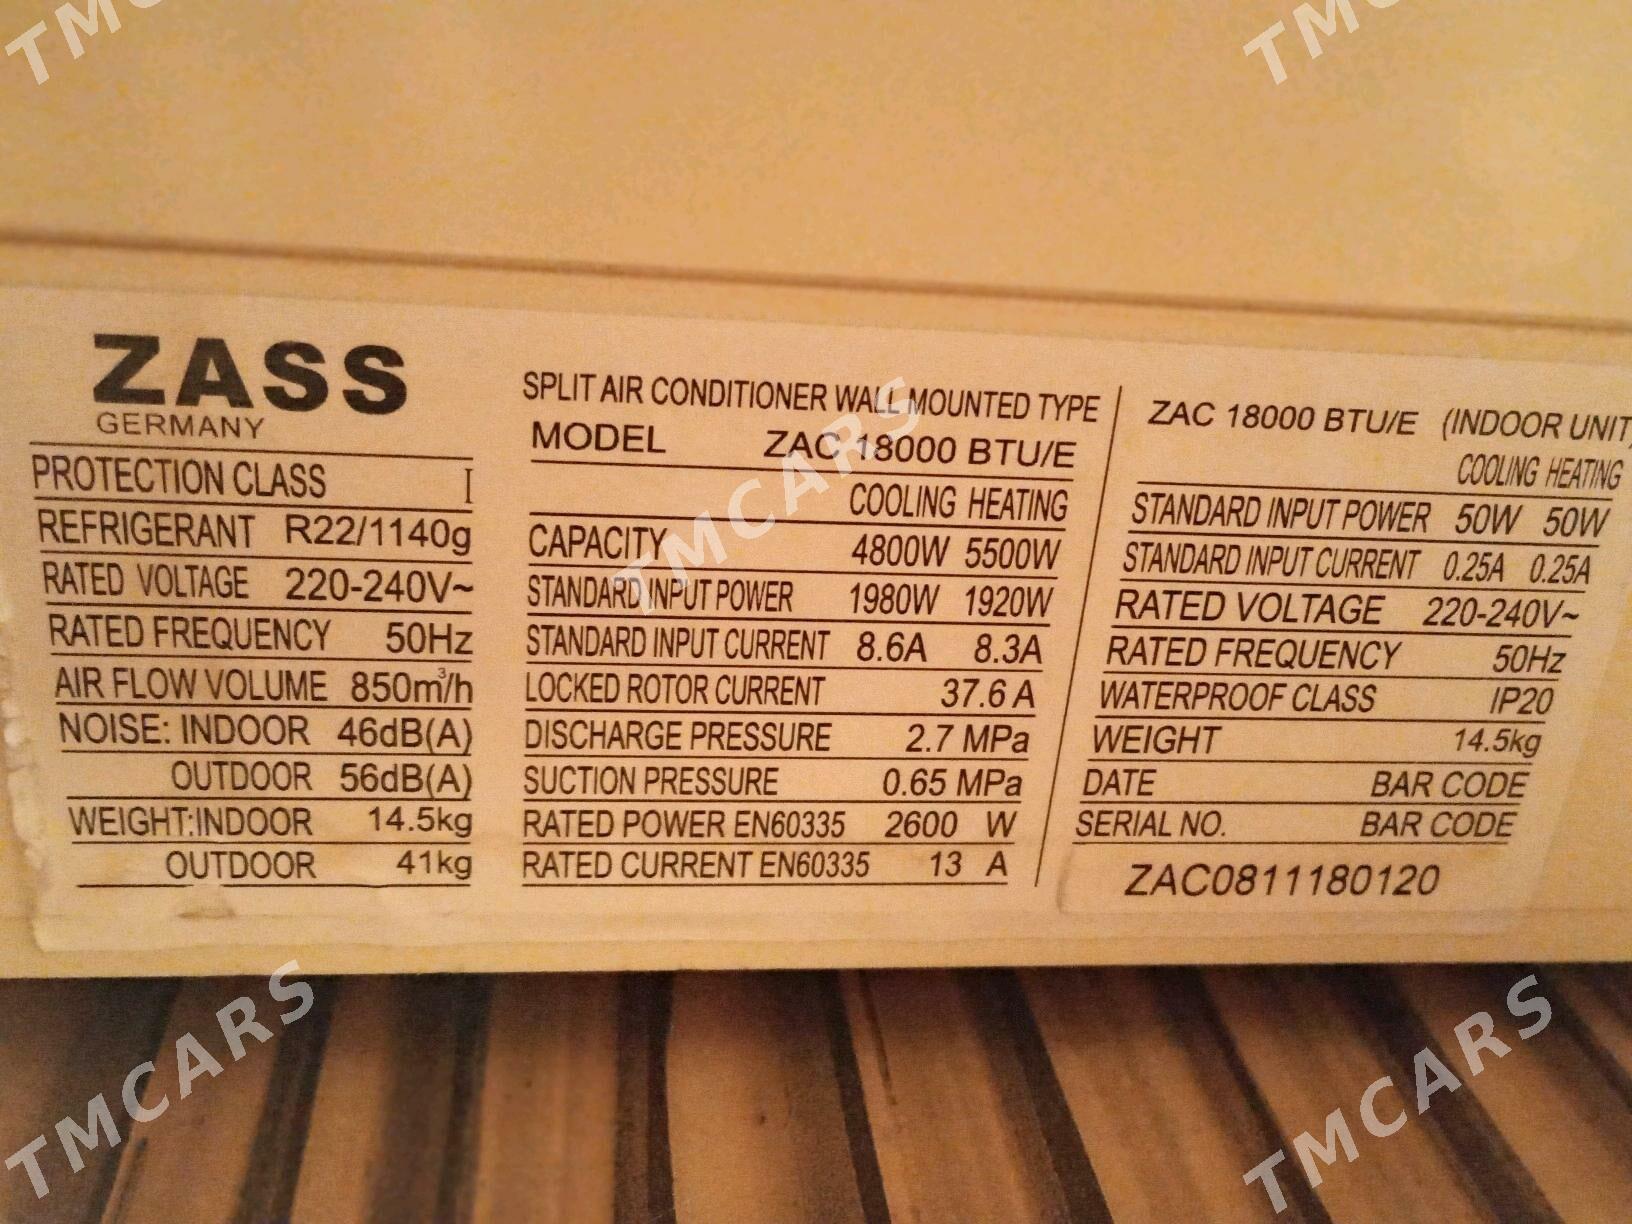 ZASS
GERMANY
PROTECTION CLASS I
REFRIGERANT R22/1140g
RATED VOLTAGE 220-240V~
RATED FREQUENCY 50Hz
AIR FLOW VOLUME 850m³/h
NOISE: INDOOR 46dB(A)
OUTDOOR 56dB(A)
WEIGHT:INDOOR 14.5kg
OUTDOOR 41kg
SPLIT AIR CONDITIONER WALL MOUNTED TYPE
MODEL ZAC 18000 BTU/E
COOLING HEATING
CAPACITY 4800W 5500W
STANDARD INPUT POWER 1980W 1920W
STANDARD INPUT CURRENT 8.6A 8.3A
LOCKED ROTOR CURRENT 37.6 A
DISCHARGE PRESSURE 2.7 MPa
SUCTION PRESSURE 0.65 MPa
RATED POWER EN60335 2600 W
RATED CURRENT EN60335 13 A
ZAC 18000 BTU/E (INDOOR UNIT)
COOLING HEATING
STANDARD INPUT POWER 50W 50W
STANDARD INPUT CURRENT 0.25A 0.25A
RATED VOLTAGE 220-240V~
RATED FREQUENCY 50Hz
WATERPROOF CLASS IP20
WEIGHT 14.5kg
DATE BAR CODE
SERIAL NO. BAR CODE
ZAC0811180120
TMCARS
TMCARS
TMCARS
TMCARS